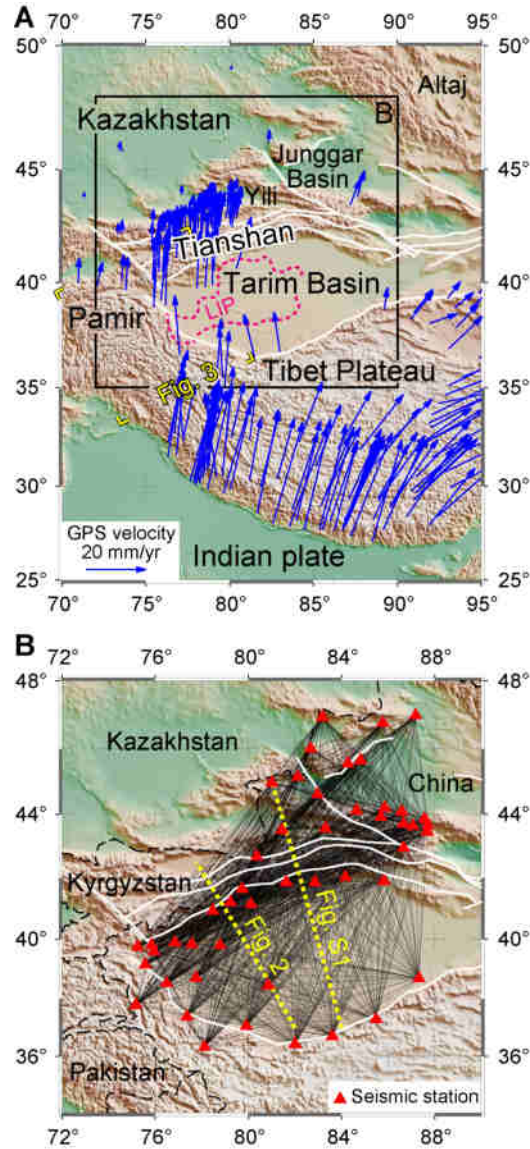 A
70° 75° 80° 85° 90° 95°
50° 50°
Altaj
Kazakhstan
B
45° 45°
Junggar
Basin
Yili
Tianshan
40° 40°
Tarim Basin
LIP
Pamir
Fig. 3
35° 35°
Tibet Plateau
30° 30°
GPS velocity
20 mm/yr
Indian plate
25° 25°
70° 75° 80° 85° 90° 95°
B
72° 76° 80° 84° 88°
48° 48°
Kazakhstan
China
44° 44°
Kyrgyzstan
Fig. 2
Fig. S1
40° 40°
36° 36°
Pakistan
Seismic station
72° 76° 80° 84° 88°